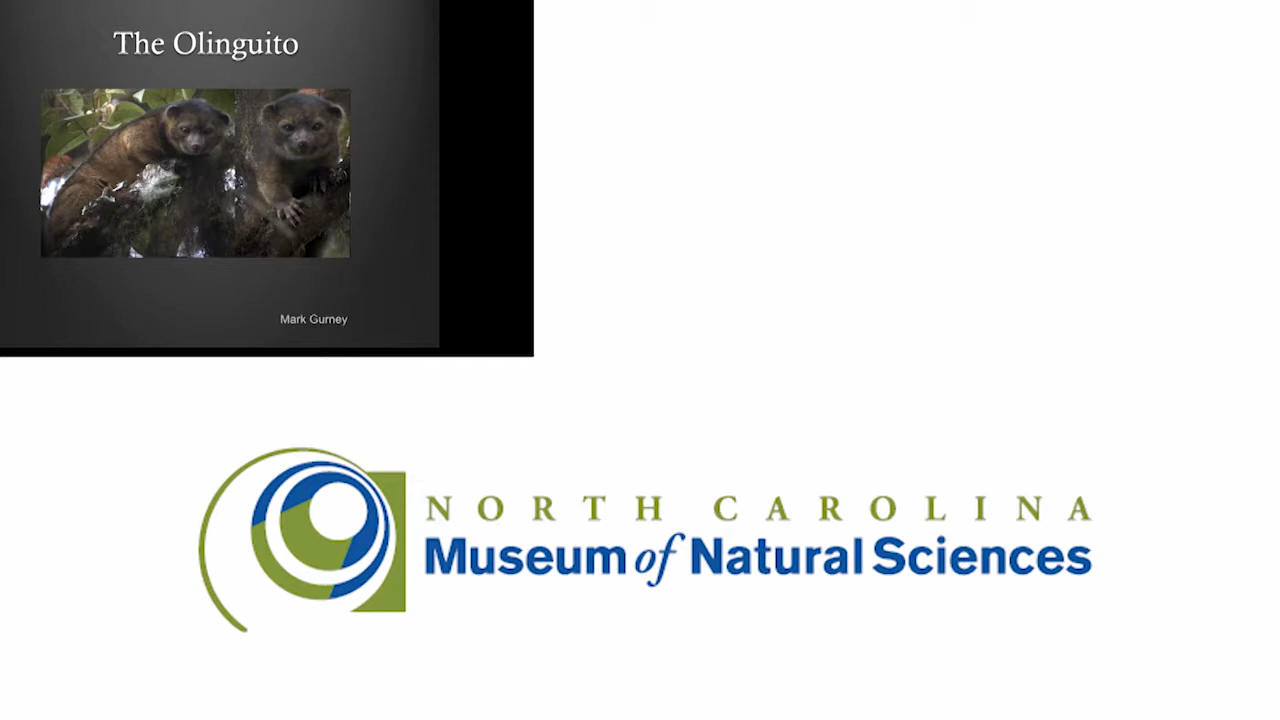 The Olinguito
Mark Gurney
NORTH CAROLINA
Museum of Natural Sciences